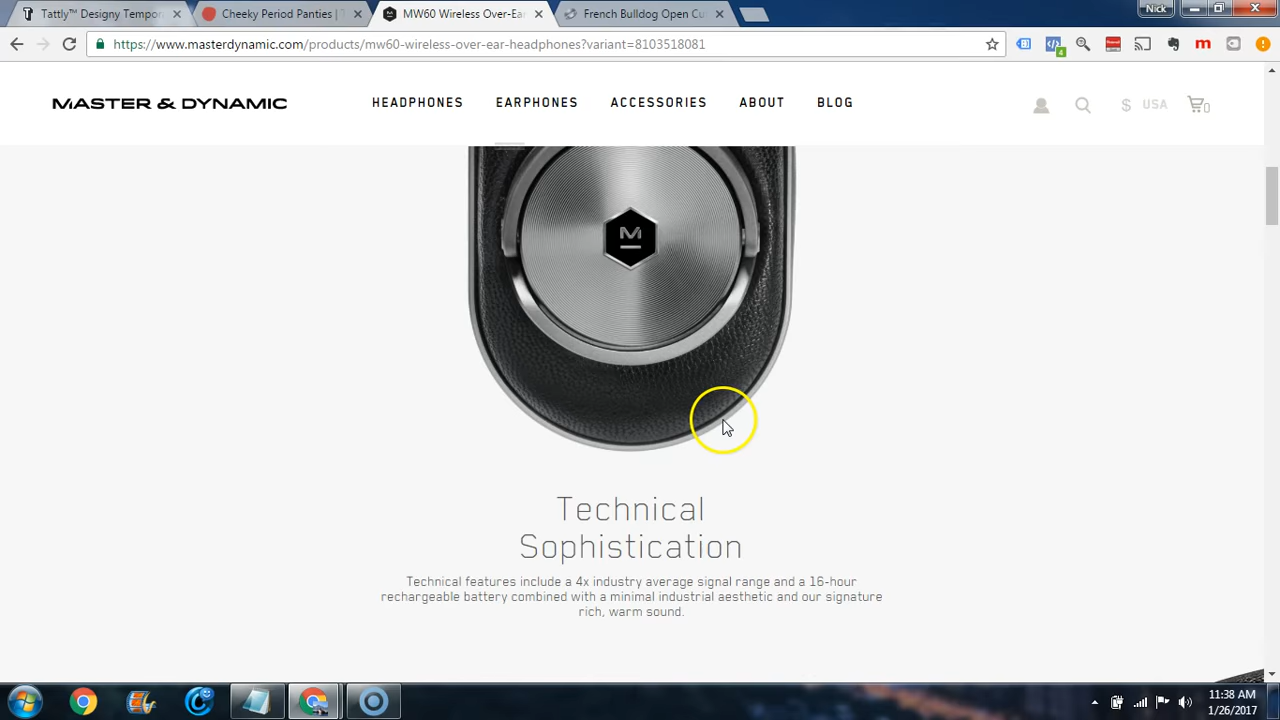 Tattly™ Designy Tempor
Cheeky Period Panties | T
MW60 Wireless Over-Ear
French Bulldog Open Cu
Nick
https://www.masterdynamic.com/products/mw60-wireless-over-ear-headphones?variant=8103518081
4
m
MASTER & DYNAMIC
HEADPHONES
EARPHONES
ACCESSORIES
ABOUT
BLOG
$ USA
0
M
Technical
Sophistication
Technical features include a 4x industry average signal range and a 16-hour
rechargeable battery combined with a minimal industrial aesthetic and our signature
rich, warm sound.
11:38 AM
1/26/2017